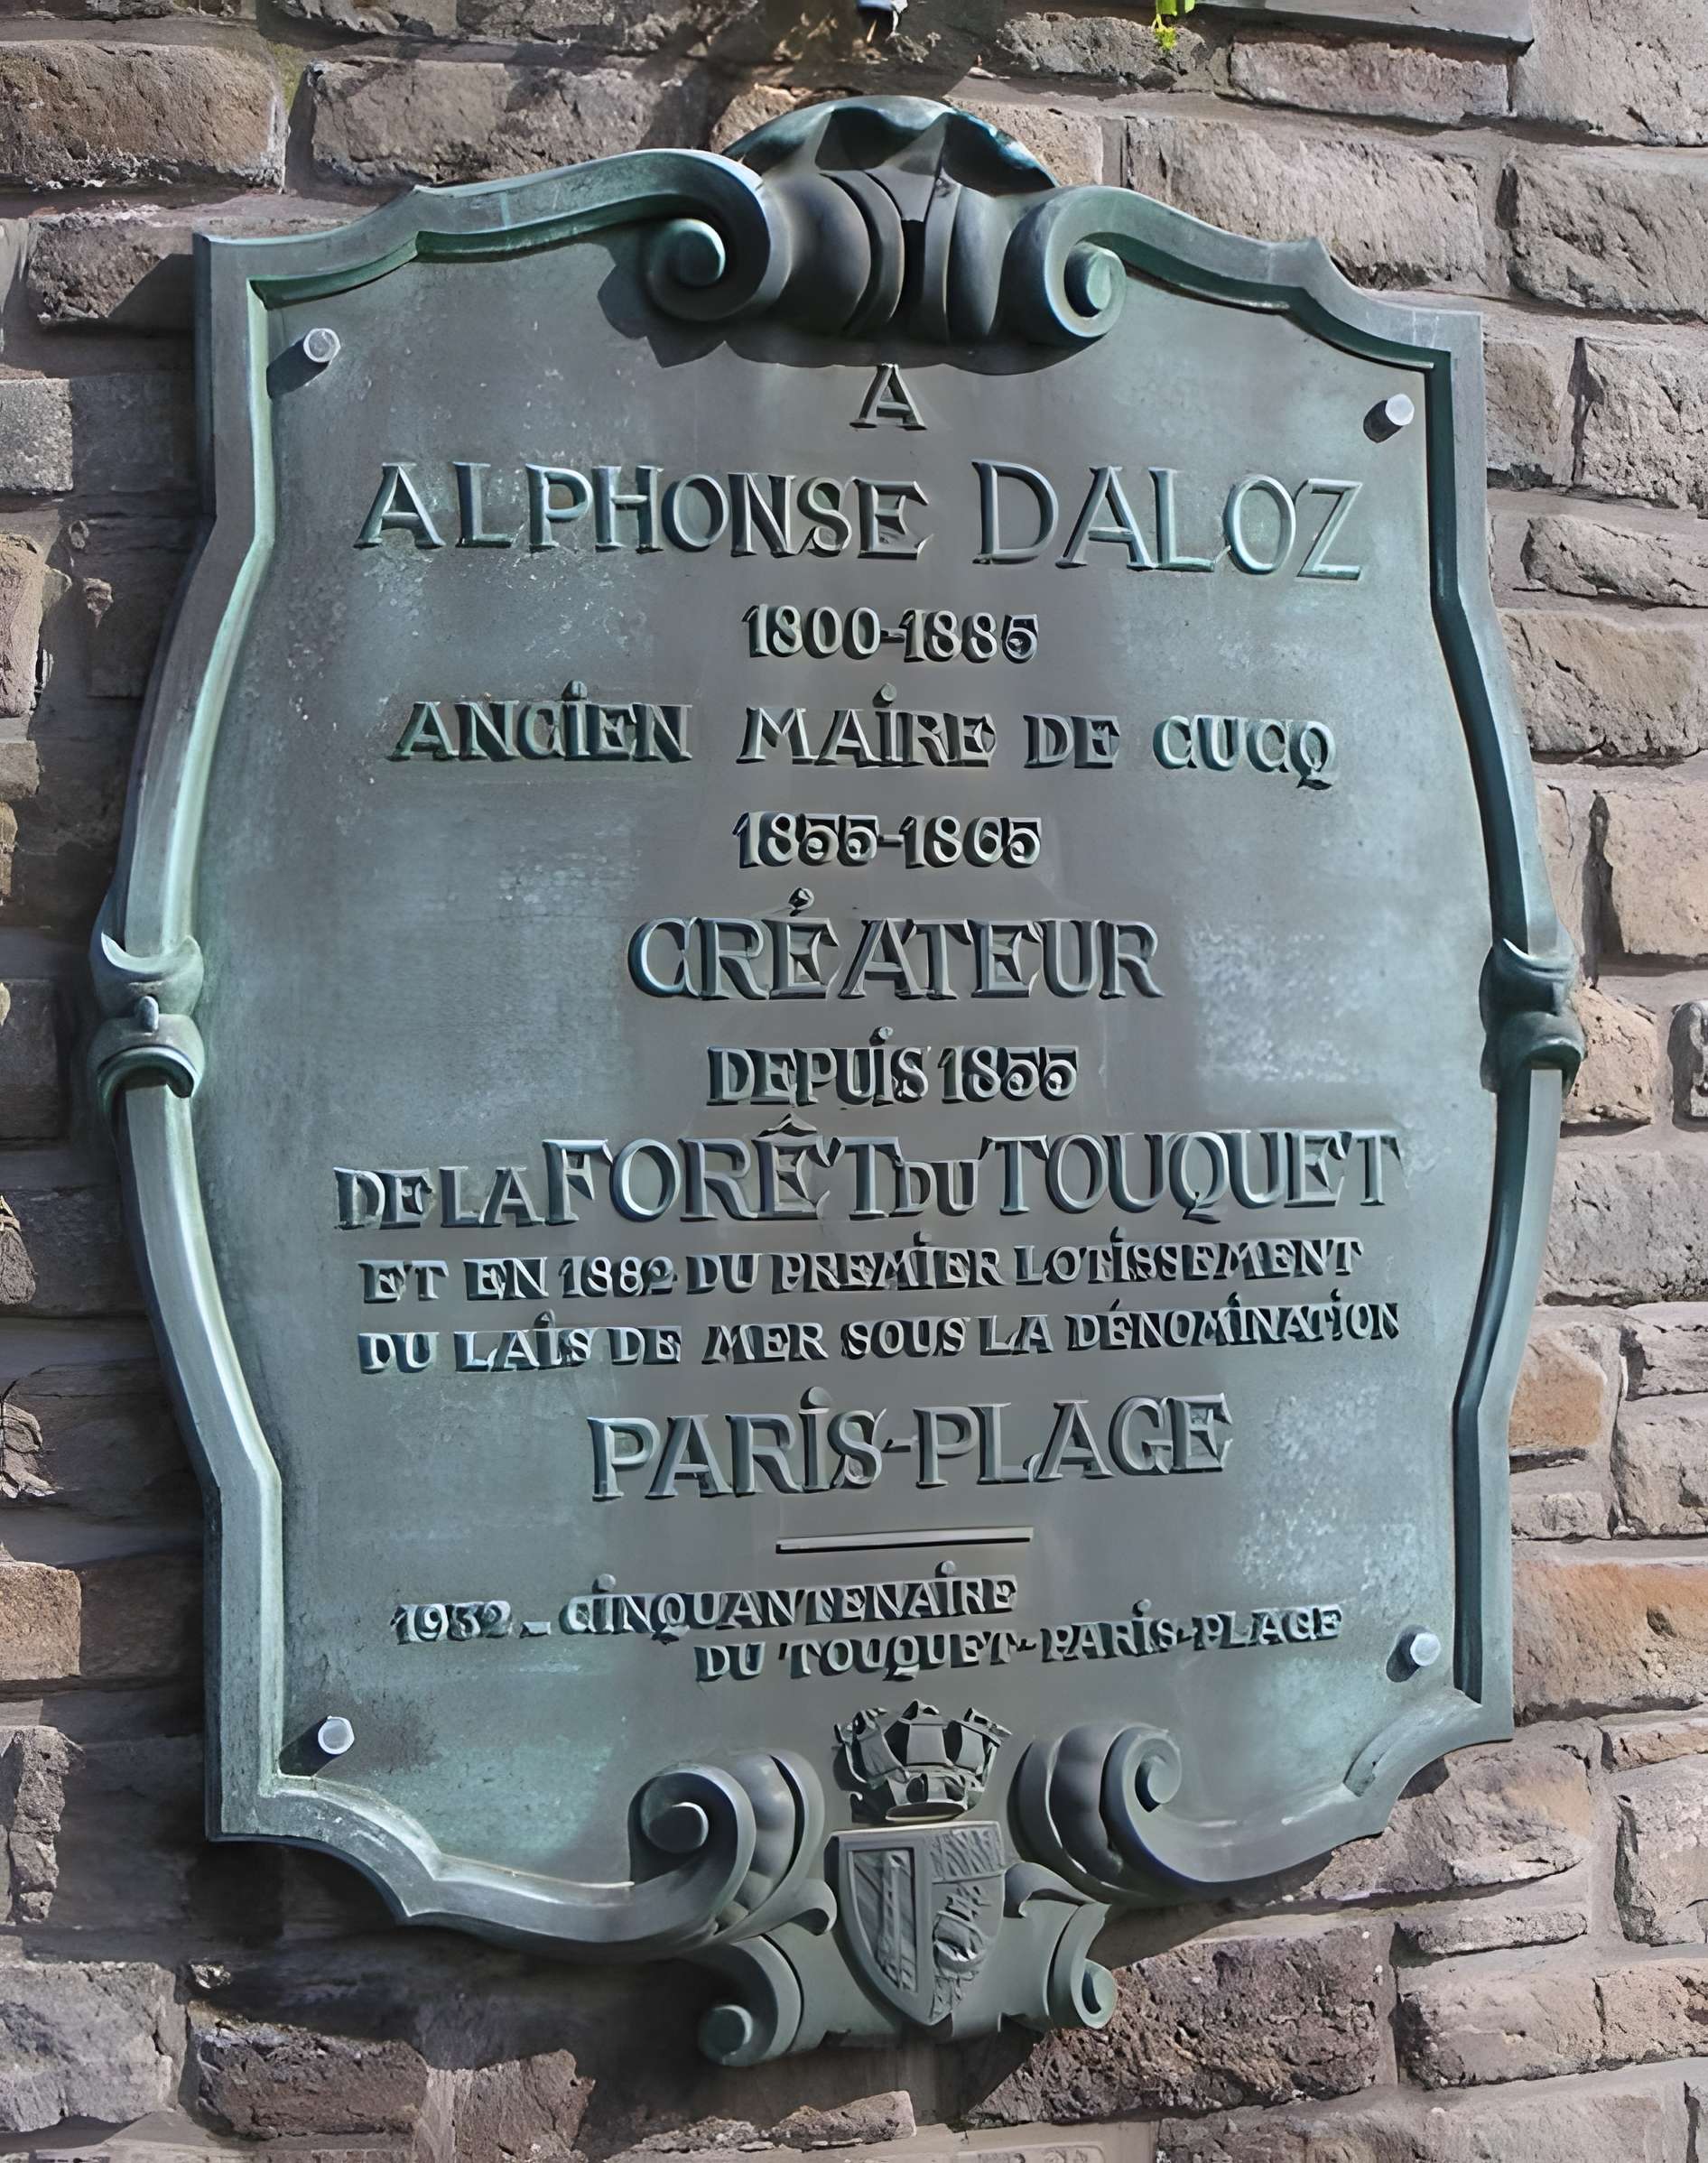 A
ALPHONSE DALOZ
1800-1885
ANCIEN MAIRE DE CUCQ
1855-1865
CRÉATEUR
DEPUIS 1855
DE LA FORÊT DU TOUQUET
ET EN 1882 DU PREMIER LOTISSEMENT
DU LAIS DE MER SOUS LA DÉNOMINATION
PARIS-PLAGE
1932 - CINQUANTENAIRE
DU TOUQUET-PARIS-PLAGE